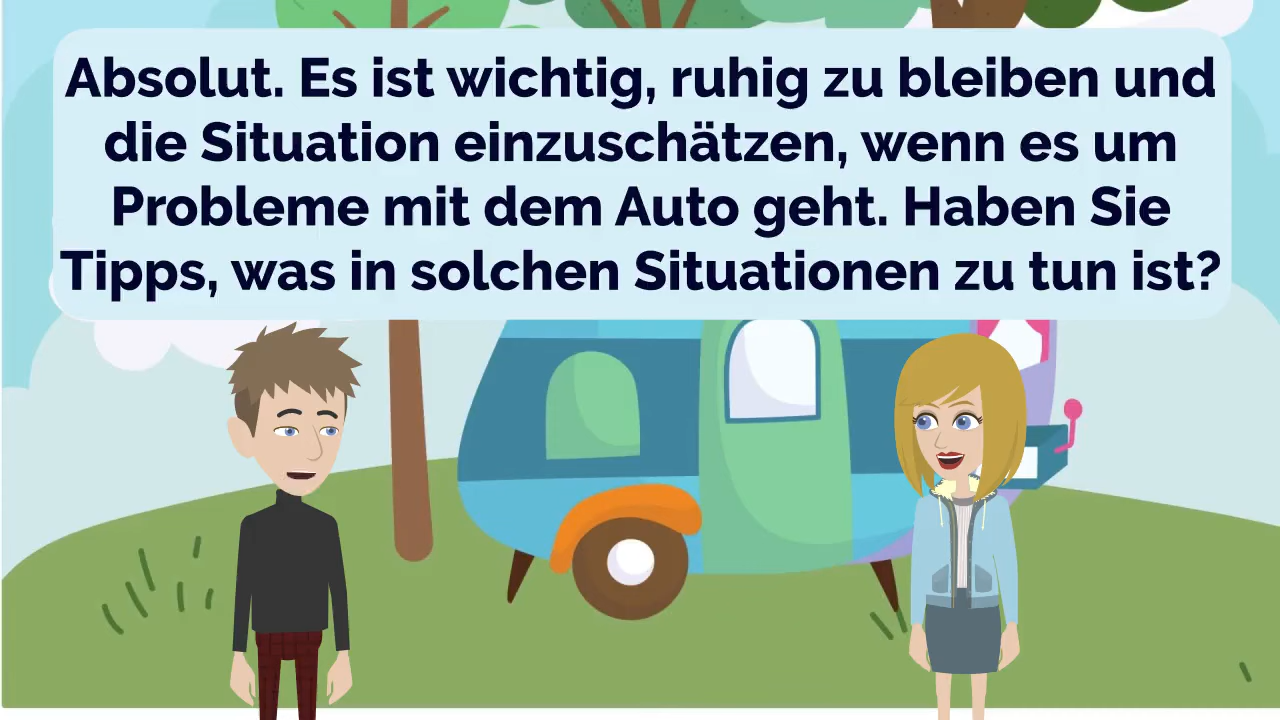 Absolut. Es ist wichtig, ruhig zu bleiben und
die Situation einzuschätzen, wenn es um
Probleme mit dem Auto geht. Haben Sie
Tipps, was in solchen Situationen zu tun ist?